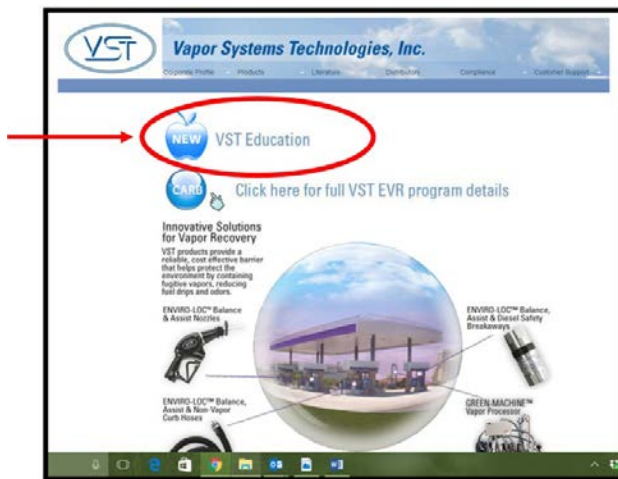 VST
Vapor Systems Technologies, Inc.
Corporate Profile Products Literature Distributors Compliance Customer Support
NEW
VST Education
CARB
Click here for full VST EVR program details
Innovative Solutions
for Vapor Recovery
VST products provide a
reliable, cost effective barrier
that helps protect the
environment by containing
fugitive vapors, reducing
fuel drips and odors.
ENVIRO-LOC™ Balance
& Assist Nozzles
ENVIRO-LOC™ Balance,
Assist & Diesel Safety
Breakaways
ENVIRO-LOC™ Balance,
Assist & Non-Vapor
Curb Hoses
GREEN-MACHINE™
Vapor Processor